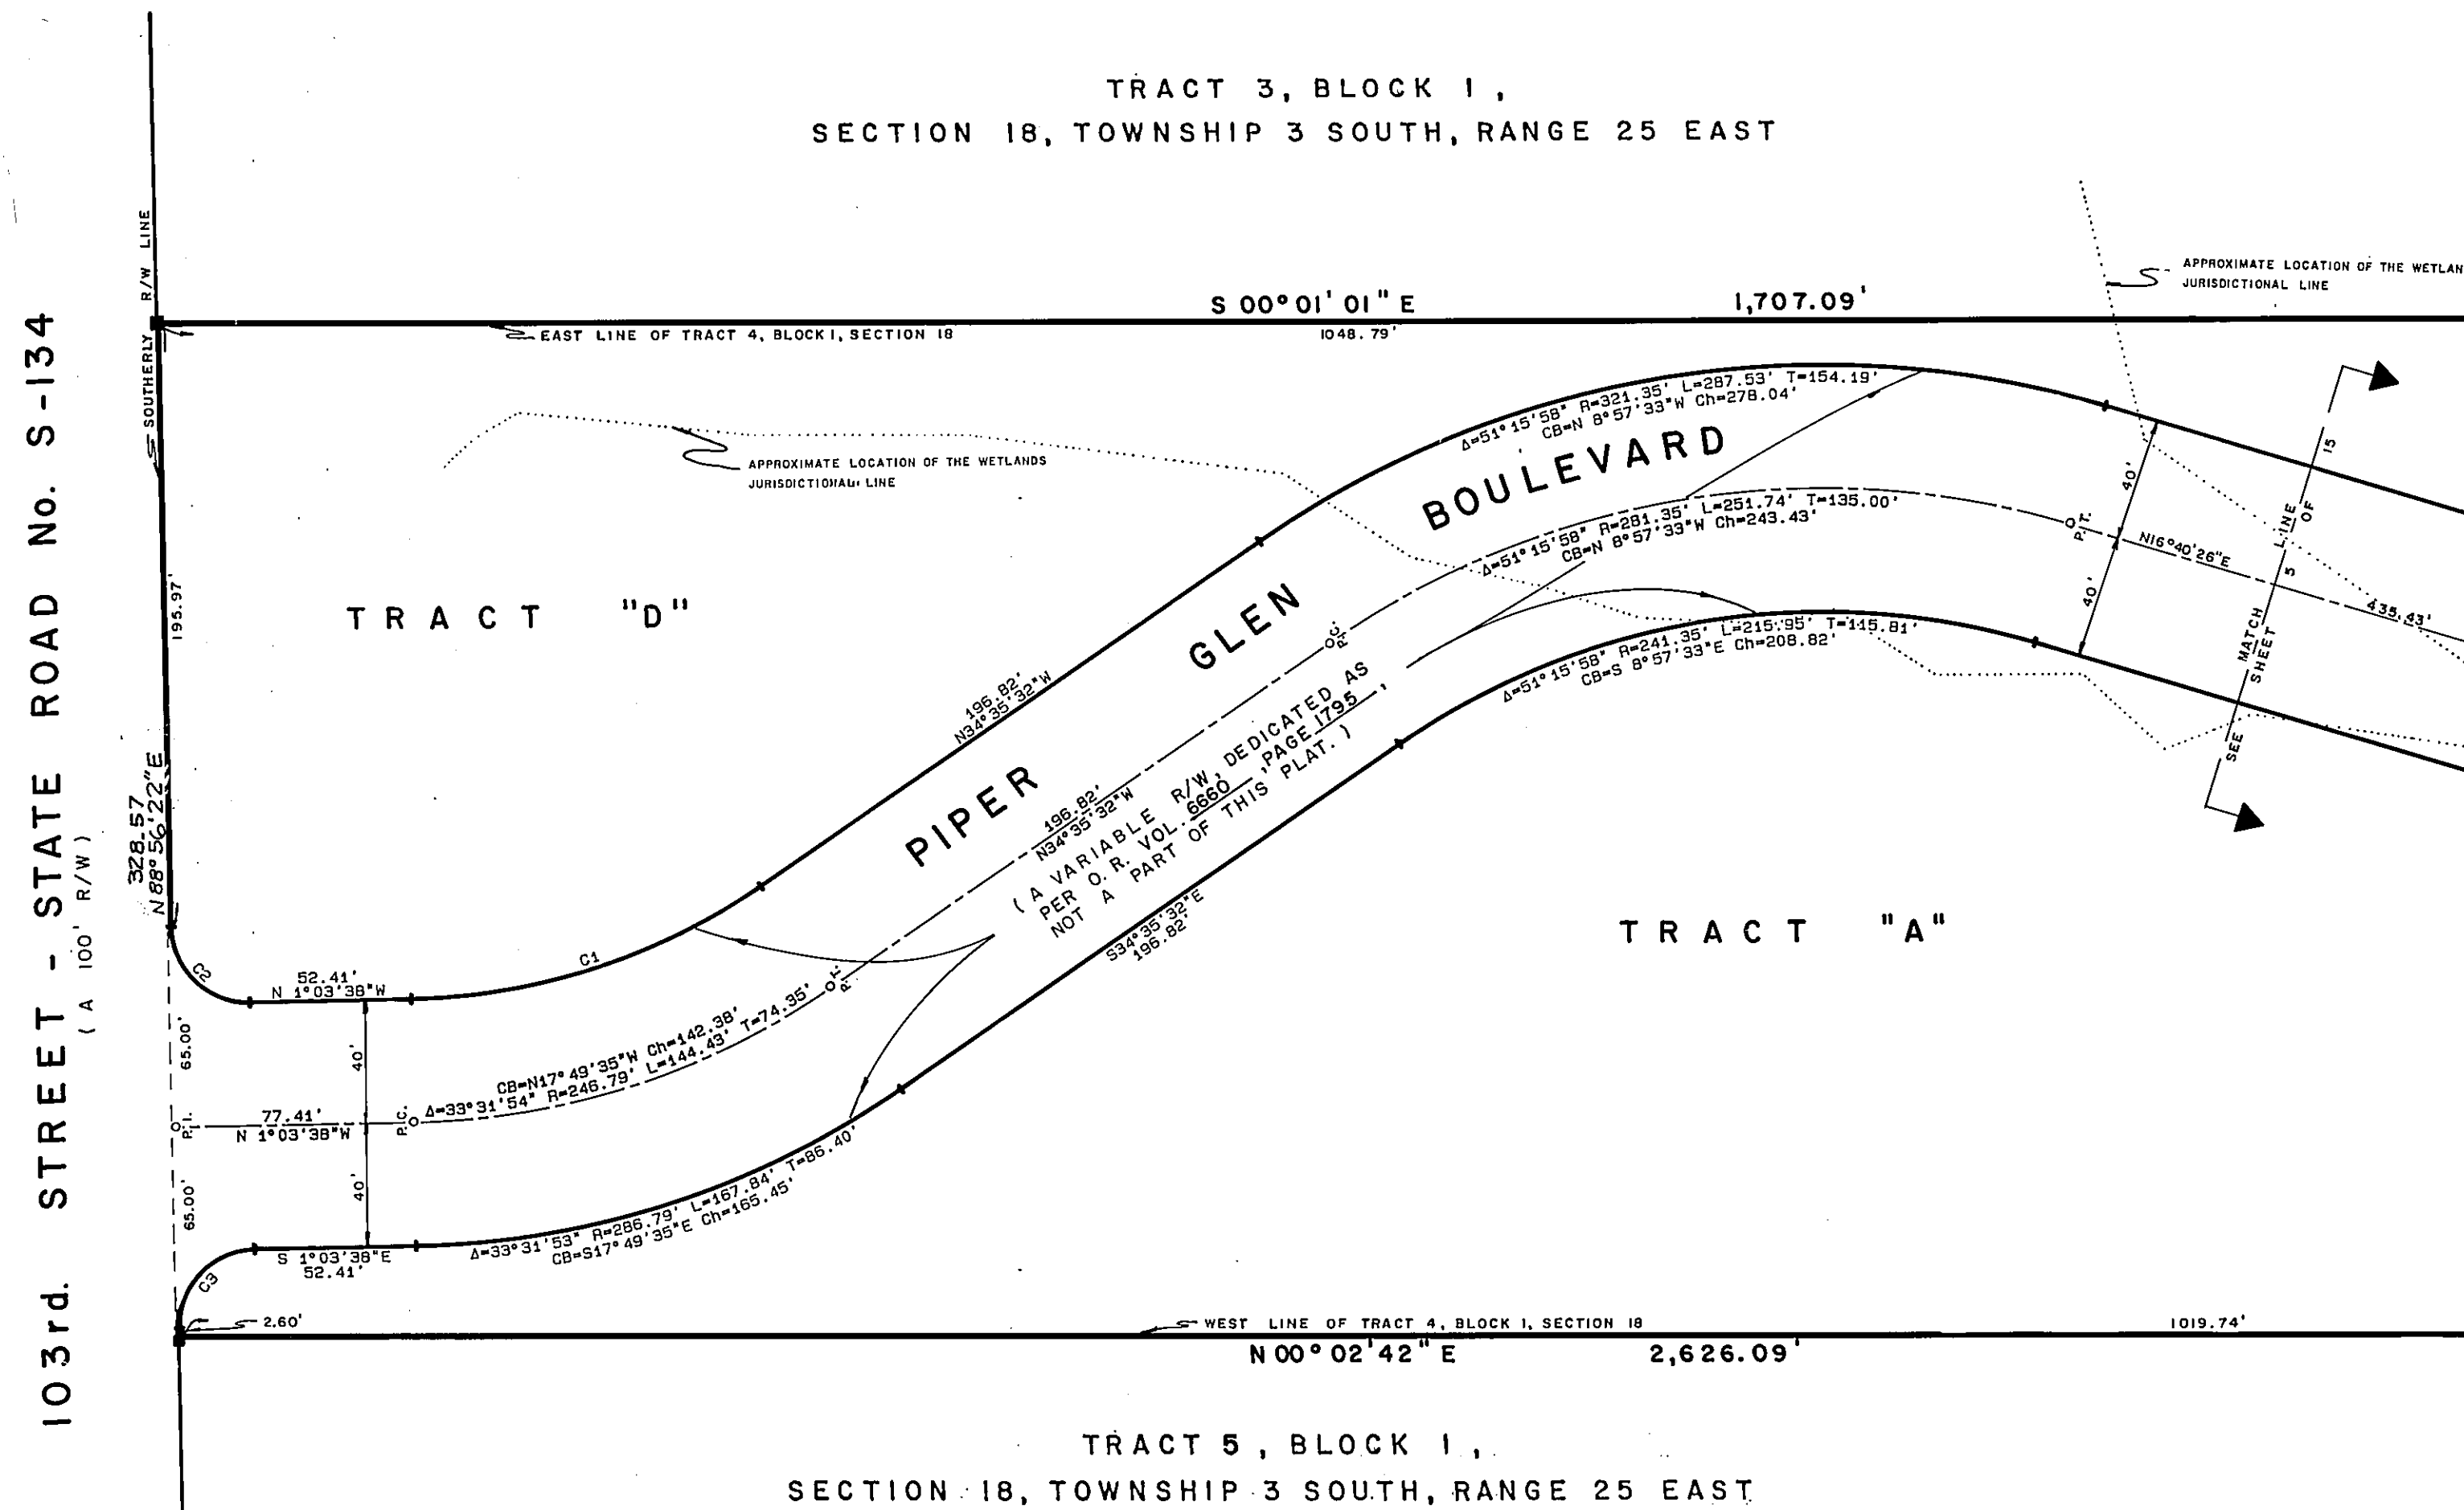 TRACT 3, BLOCK 1,
SECTION 18, TOWNSHIP 3 SOUTH, RANGE 25 EAST
SOUTHERLY R/W LINE
APPROXIMATE LOCATION OF THE WETLAN
JURISDICTIONAL LINE
S 00°01'01" E 1,707.09'
EAST LINE OF TRACT 4, BLOCK 1, SECTION 18
1048.79'
103rd. STREET - STATE ROAD No. S-134
( A 100' R/W )
APPROXIMATE LOCATION OF THE WETLANDS
JURISDICTIONAL LINE
Δ=51°15'58" R=321.35' L=287.53' T=154.19'
CB=N 8°57'33"W Ch=278.04'
PIPER GLEN BOULEVARD
Δ=51°15'58" R=281.35' L=251.74' T=135.00'
CB=N 8°57'33"W Ch=243.43'
P.T.
40'
40'
N16°40'26"E
435.43'
SEE MATCH LINE
SHEET 5 OF 15
195.97'
TRACT "D"
P.C.
Δ=51°15'58" R=241.35' L=215.95' T=115.81'
CB=S 8°57'33"E Ch=208.82'
196.82'
N34°35'32"W
196.82'
N34°35'32"W
( A VARIABLE R/W, DEDICATED AS
PER O. R. VOL. 6660, PAGE 1795,
NOT A PART OF THIS PLAT. )
S34°35'32"E
196.82'
TRACT "A"
328.57
N 88°56'22"E
C2
52.41'
N 1°03'38"W
C1
P.T.
65.00'
40'
CB=N17°49'35"W Ch=142.38'
Δ=33°31'54" R=246.79' L=144.43' T=74.35'
P.I.
77.41'
N 1°03'38"W
P.C.
65.00'
40'
Δ=33°31'53" R=286.79' L=167.84' T=86.40'
CB=S17°49'35"E Ch=165.45'
S 1°03'38"E
52.41'
C3
2.60'
WEST LINE OF TRACT 4, BLOCK 1, SECTION 18
1019.74'
N 00°02'42" E 2,626.09'
TRACT 5, BLOCK 1,
SECTION 18, TOWNSHIP 3 SOUTH, RANGE 25 EAST